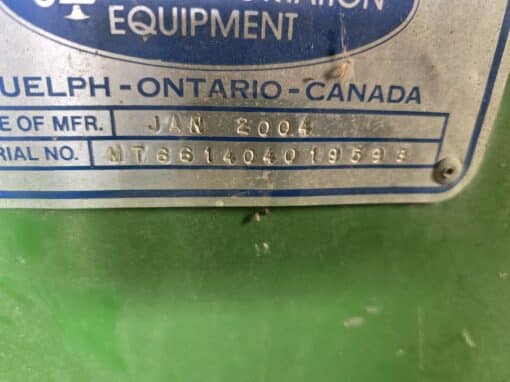 EQUIPMENT
UELPH - ONTARIO - CANADA
E OF MFR. JAN 2004
RIAL NO. MT661404019593